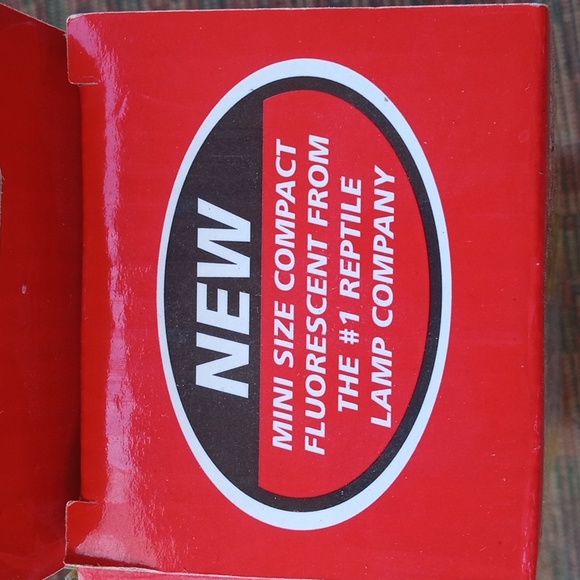 NEW
MINI SIZE COMPACT
FLUORESCENT FROM
THE #1 REPTILE
LAMP COMPANY